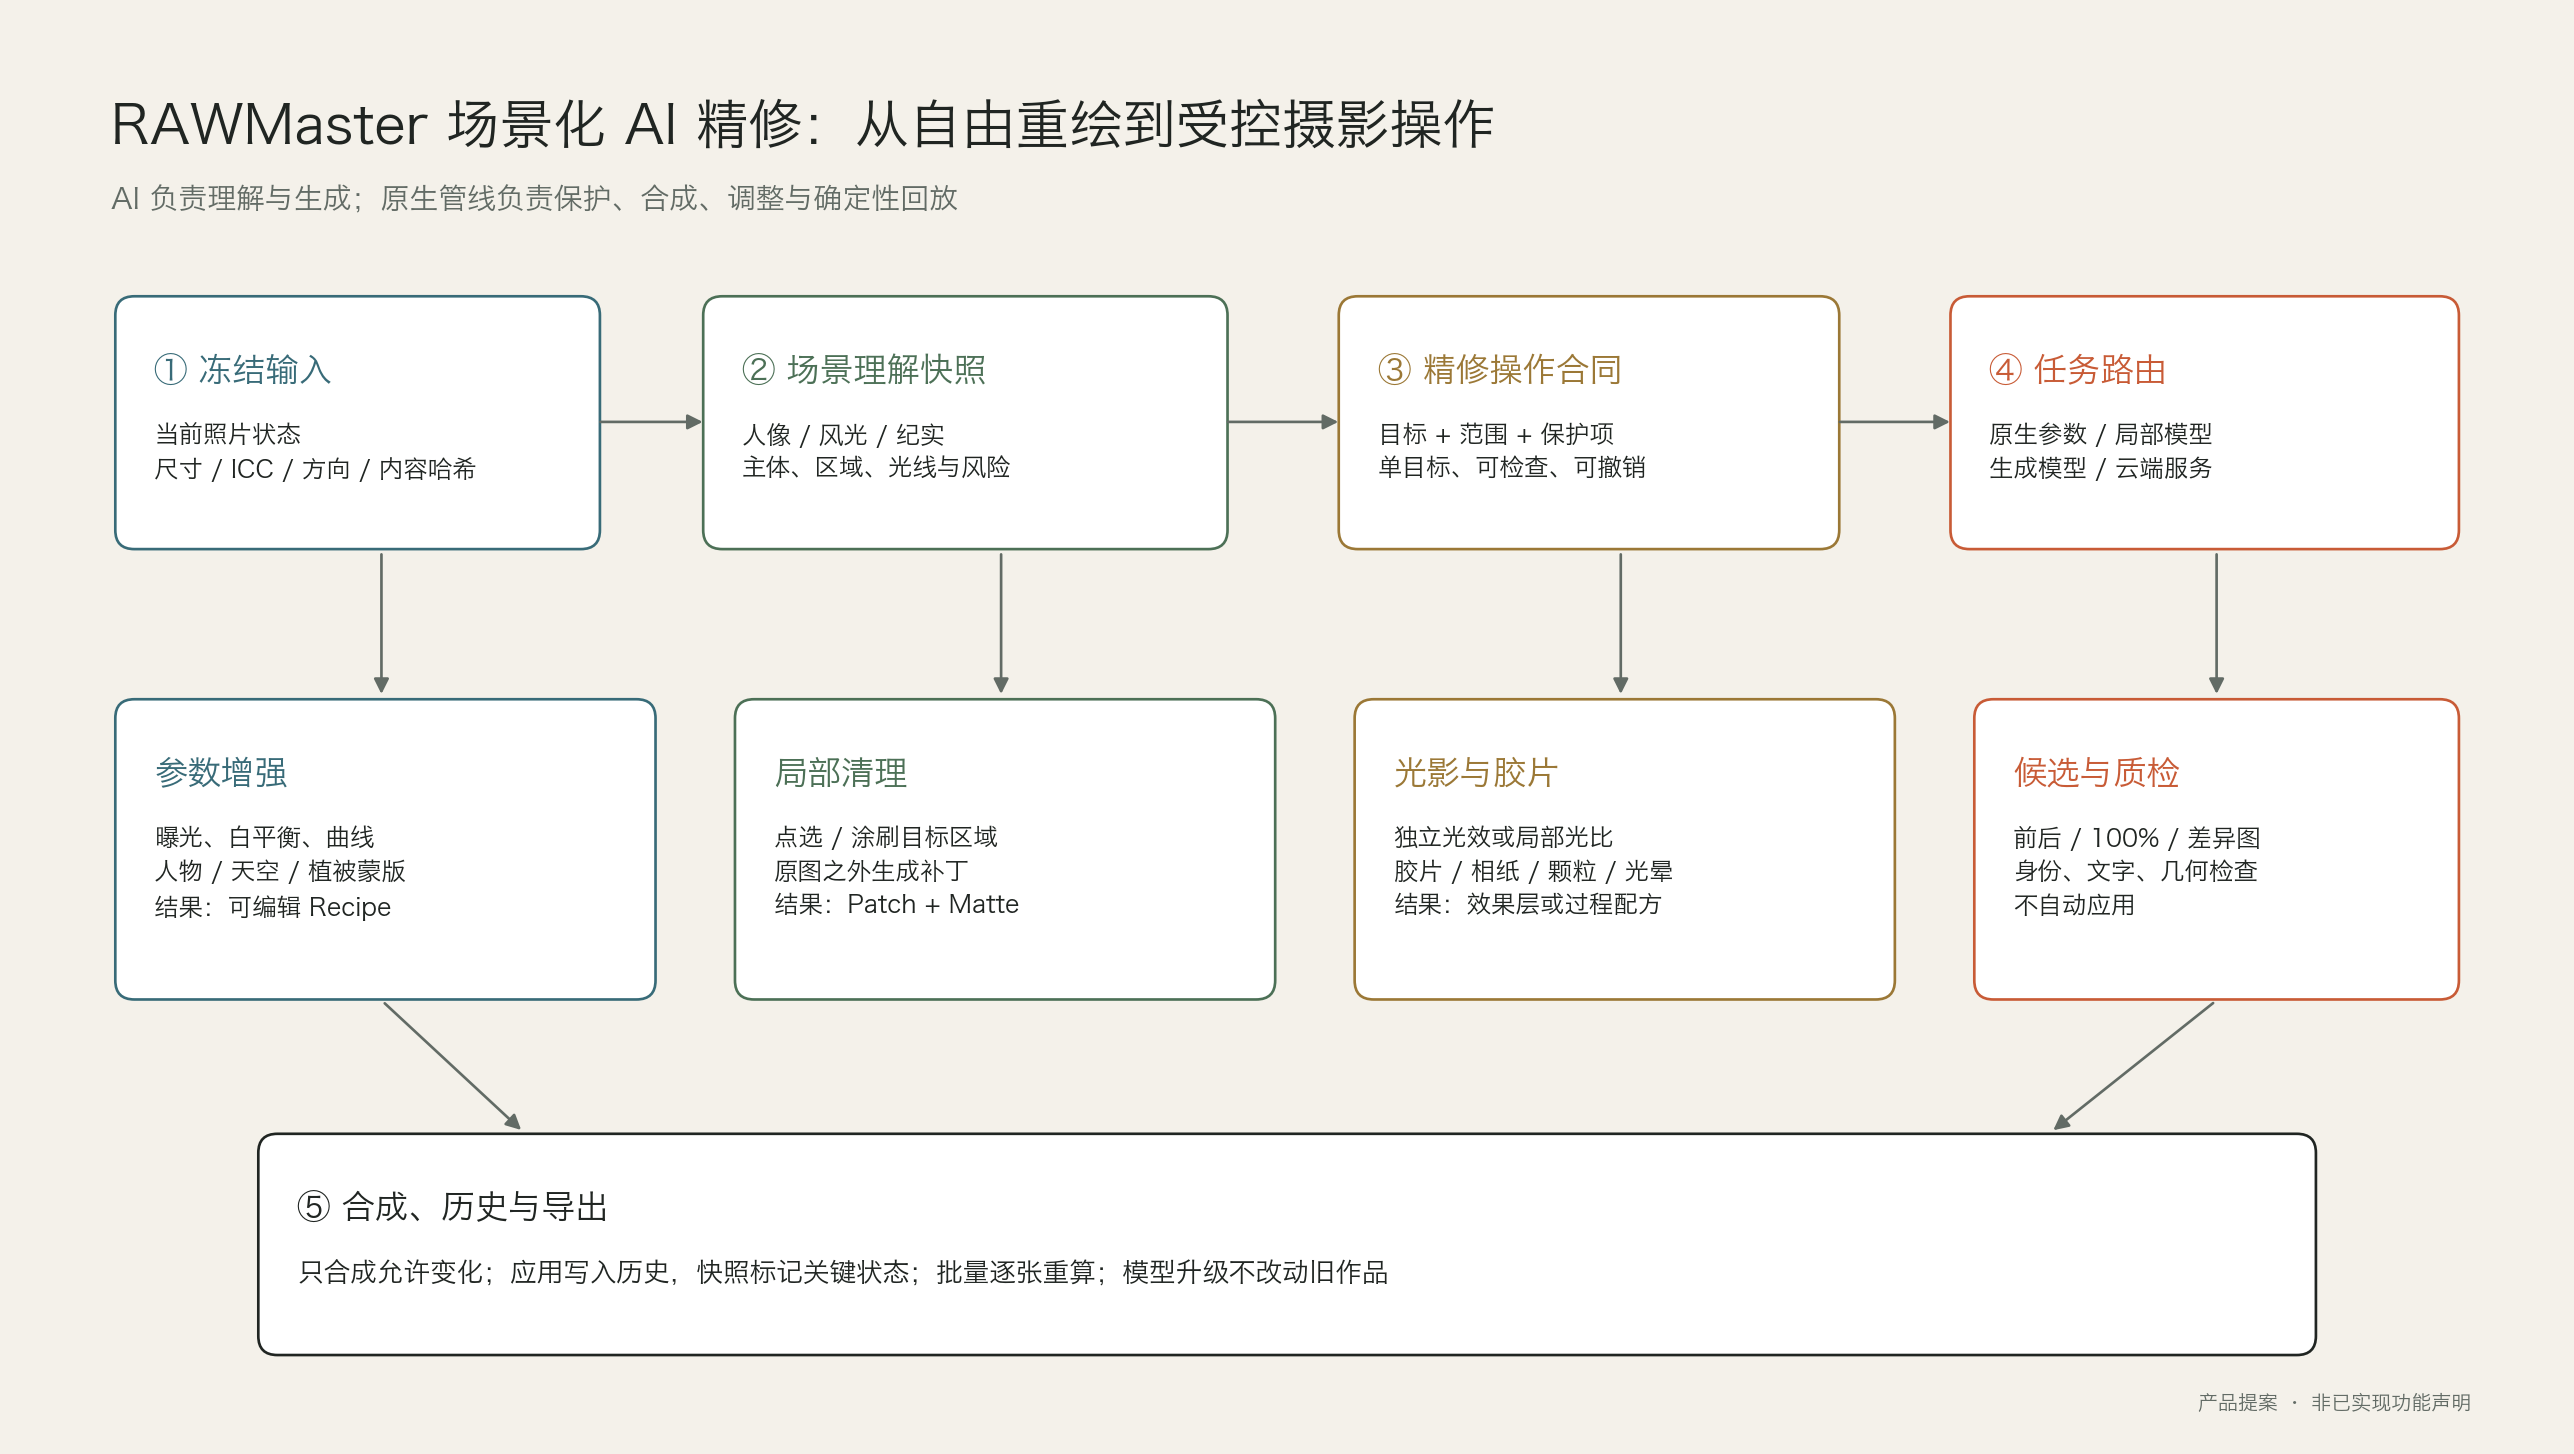 RAWMaster 场景化 AI 精修：从自由重绘到受控摄影操作
AI 负责理解与生成；原生管线负责保护、合成、调整与确定性回放
① 冻结输入
当前照片状态
尺寸 / ICC / 方向 / 内容哈希
② 场景理解快照
人像 / 风光 / 纪实
主体、区域、光线与风险
③ 精修操作合同
目标 + 范围 + 保护项
单目标、可检查、可撤销
④ 任务路由
原生参数 / 局部模型
生成模型 / 云端服务
参数增强
曝光、白平衡、曲线
人物 / 天空 / 植被蒙版
结果：可编辑 Recipe
局部清理
点选 / 涂刷目标区域
原图之外生成补丁
结果：Patch + Matte
光影与胶片
独立光效或局部光比
胶片 / 相纸 / 颗粒 / 光晕
结果：效果层或过程配方
候选与质检
前后 / 100% / 差异图
身份、文字、几何检查
不自动应用
⑤ 合成、历史与导出
只合成允许变化；应用写入历史，快照标记关键状态；批量逐张重算；模型升级不改动旧作品
产品提案 · 非已实现功能声明